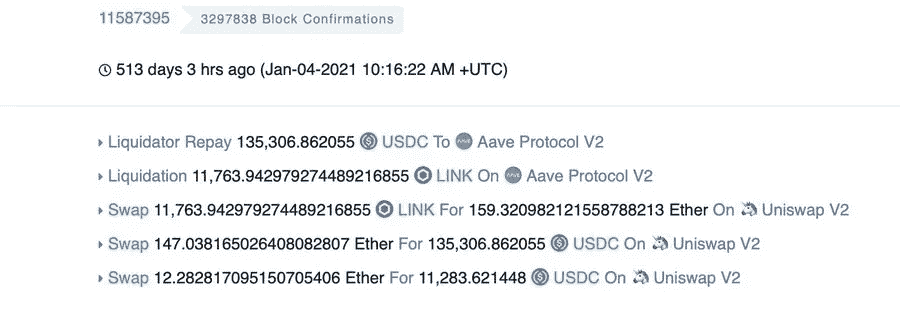 11587395 3297838 Block Confirmations
513 days 3 hrs ago (Jan-04-2021 10:16:22 AM +UTC)
Liquidator Repay 135,306.862055 USDC To Aave Protocol V2
Liquidation 11,763.942979274489216855 LINK On Aave Protocol V2
Swap 11,763.942979274489216855 LINK For 159.320982121558788213 Ether On Uniswap V2
Swap 147.038165026408082807 Ether For 135,306.862055 USDC On Uniswap V2
Swap 12.282817095150705406 Ether For 11,283.621448 USDC On Uniswap V2